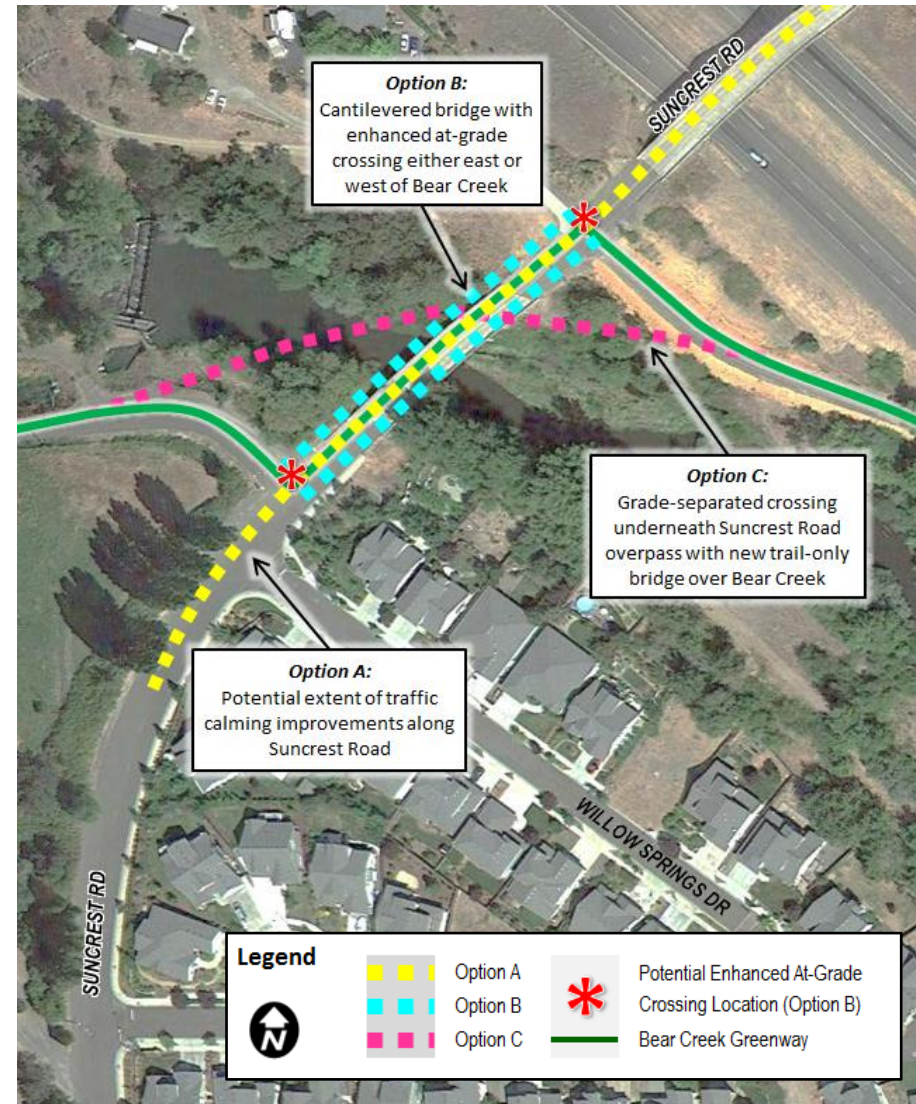 SUNCREST RD
Option B:
Cantilevered bridge with
enhanced at-grade
crossing either east or
west of Bear Creek
Option C:
Grade-separated crossing
underneath Suncrest Road
overpass with new trail-only
bridge over Bear Creek
Option A:
Potential extent of traffic
calming improvements along
Suncrest Road
WILLOW SPRINGS DR
SUNCREST RD
Legend
N
Option A
Option B
Option C
Potential Enhanced At-Grade
Crossing Location (Option B)
Bear Creek Greenway